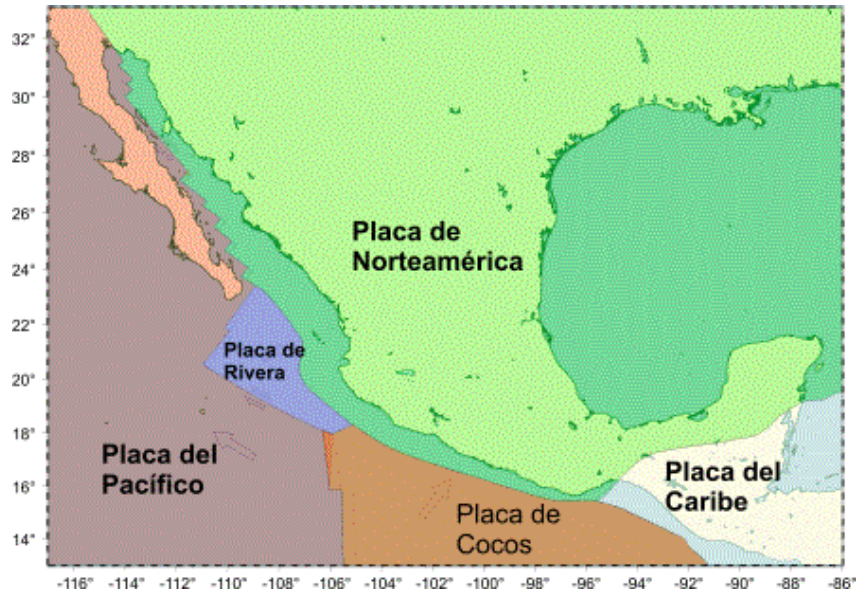 32°
30°
28°
26°
24°
22°
20°
18°
16°
14°
Placa de
Norteamérica
Placa de
Rivera
Placa del
Pacífico
Placa del
Caribe
Placa de
Cocos
-116° -114° -112° -110° -108° -106° -104° -102° -100° -98° -96° -94° -92° -90° -88° -86°